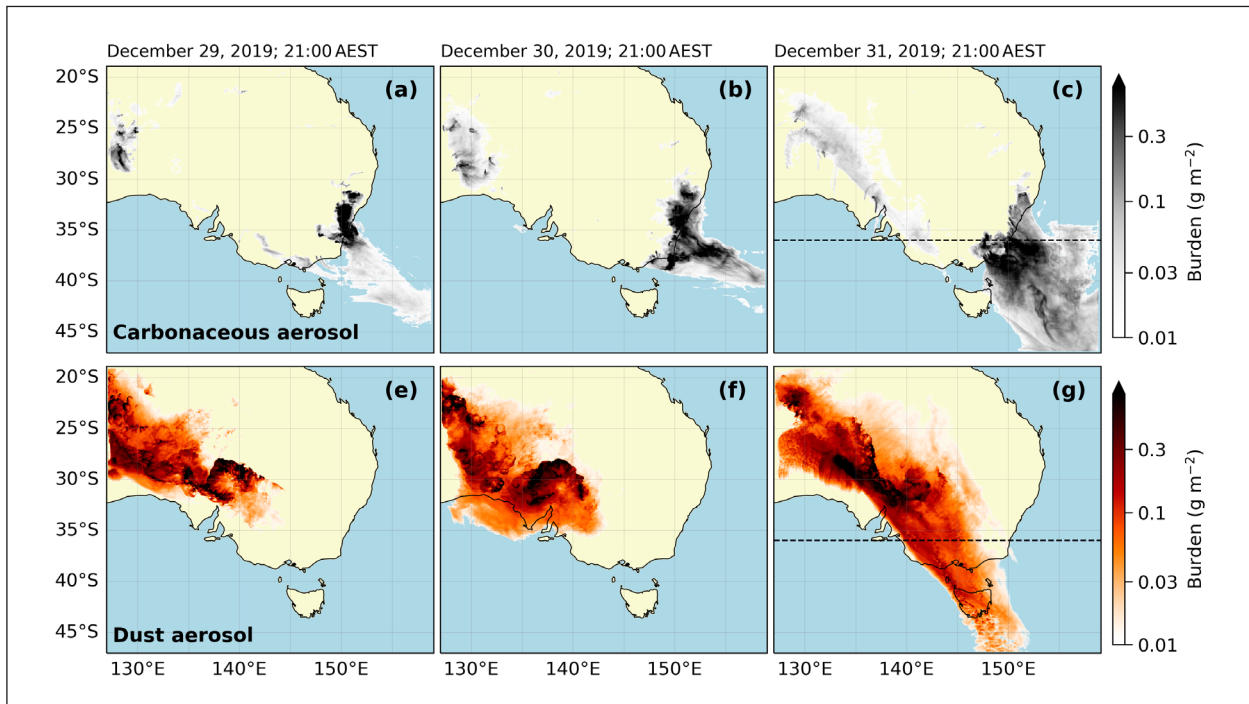 December 29, 2019; 21:00 AEST
December 30, 2019; 21:00 AEST
December 31, 2019; 21:00 AEST
20°S
25°S
30°S
35°S
40°S
45°S
(a)
Carbonaceous aerosol
(b)
(c)
0.3
0.1
0.03
0.01
Burden (g m⁻²)
20°S
25°S
30°S
35°S
40°S
45°S
(e)
Dust aerosol
(f)
(g)
0.3
0.1
0.03
0.01
Burden (g m⁻²)
130°E 140°E 150°E
130°E 140°E 150°E
130°E 140°E 150°E